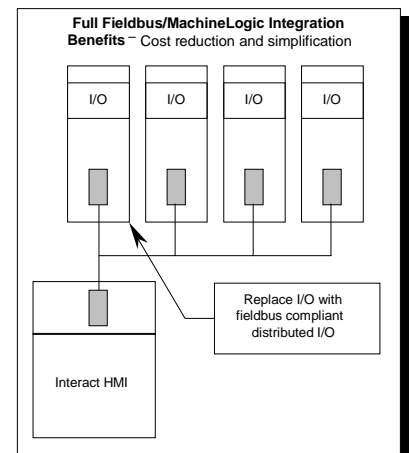 Full Fieldbus/MachineLogic Integration
Benefits – Cost reduction and simplification
I/O I/O I/O I/O
Replace I/O with
fieldbus compliant
distributed I/O
Interact HMI